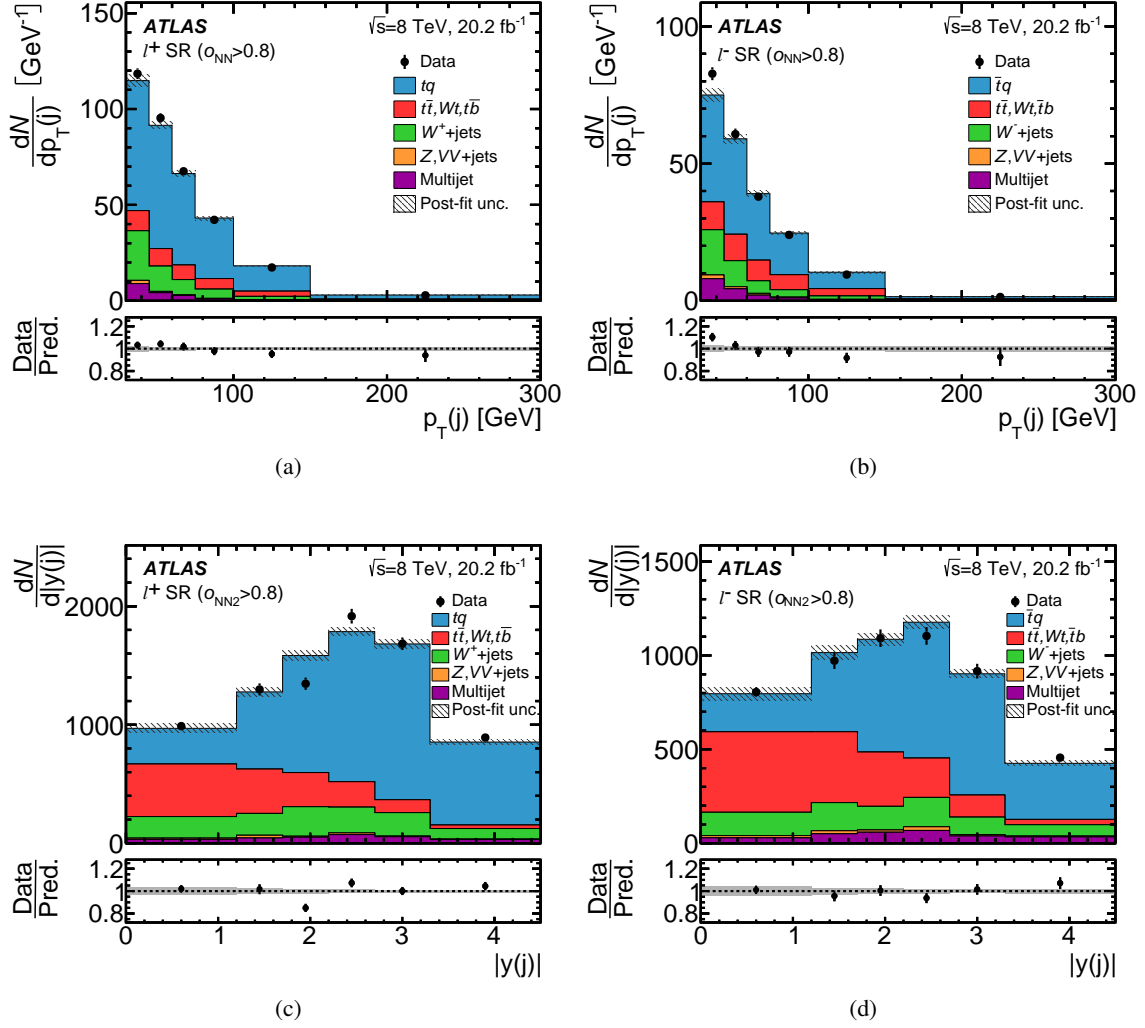 ATLAS √s=8 TeV, 20.2 fb⁻¹
l⁺ SR (o_NN>0.8)
dN/dp_T(j) [GeV⁻¹]
150
100
50
0
Data
tq
tt̄,Wt,tb̄
W⁺+jets
Z,VV+jets
Multijet
Post-fit unc.
Data/Pred.
1.2
1
0.8
100 200 300
p_T(j) [GeV]
(a)
ATLAS √s=8 TeV, 20.2 fb⁻¹
l⁻ SR (o_NN>0.8)
dN/dp_T(j) [GeV⁻¹]
100
50
0
Data
t̄q
tt̄,Wt,t̄b
W⁻+jets
Z,VV+jets
Multijet
Post-fit unc.
Data/Pred.
1.2
1
0.8
100 200 300
p_T(j) [GeV]
(b)
ATLAS √s=8 TeV, 20.2 fb⁻¹
l⁺ SR (o_NN2>0.8)
dN/d|y(j)|
2000
1000
0
Data
tq
tt̄,Wt,tb̄
W⁺+jets
Z,VV+jets
Multijet
Post-fit unc.
Data/Pred.
1.2
1
0.8
0 1 2 3 4
|y(j)|
(c)
ATLAS √s=8 TeV, 20.2 fb⁻¹
l⁻ SR (o_NN2>0.8)
dN/d|y(j)|
1500
1000
500
0
Data
t̄q
tt̄,Wt,t̄b
W⁻+jets
Z,VV+jets
Multijet
Post-fit unc.
Data/Pred.
1.2
1
0.8
0 1 2 3 4
|y(j)|
(d)